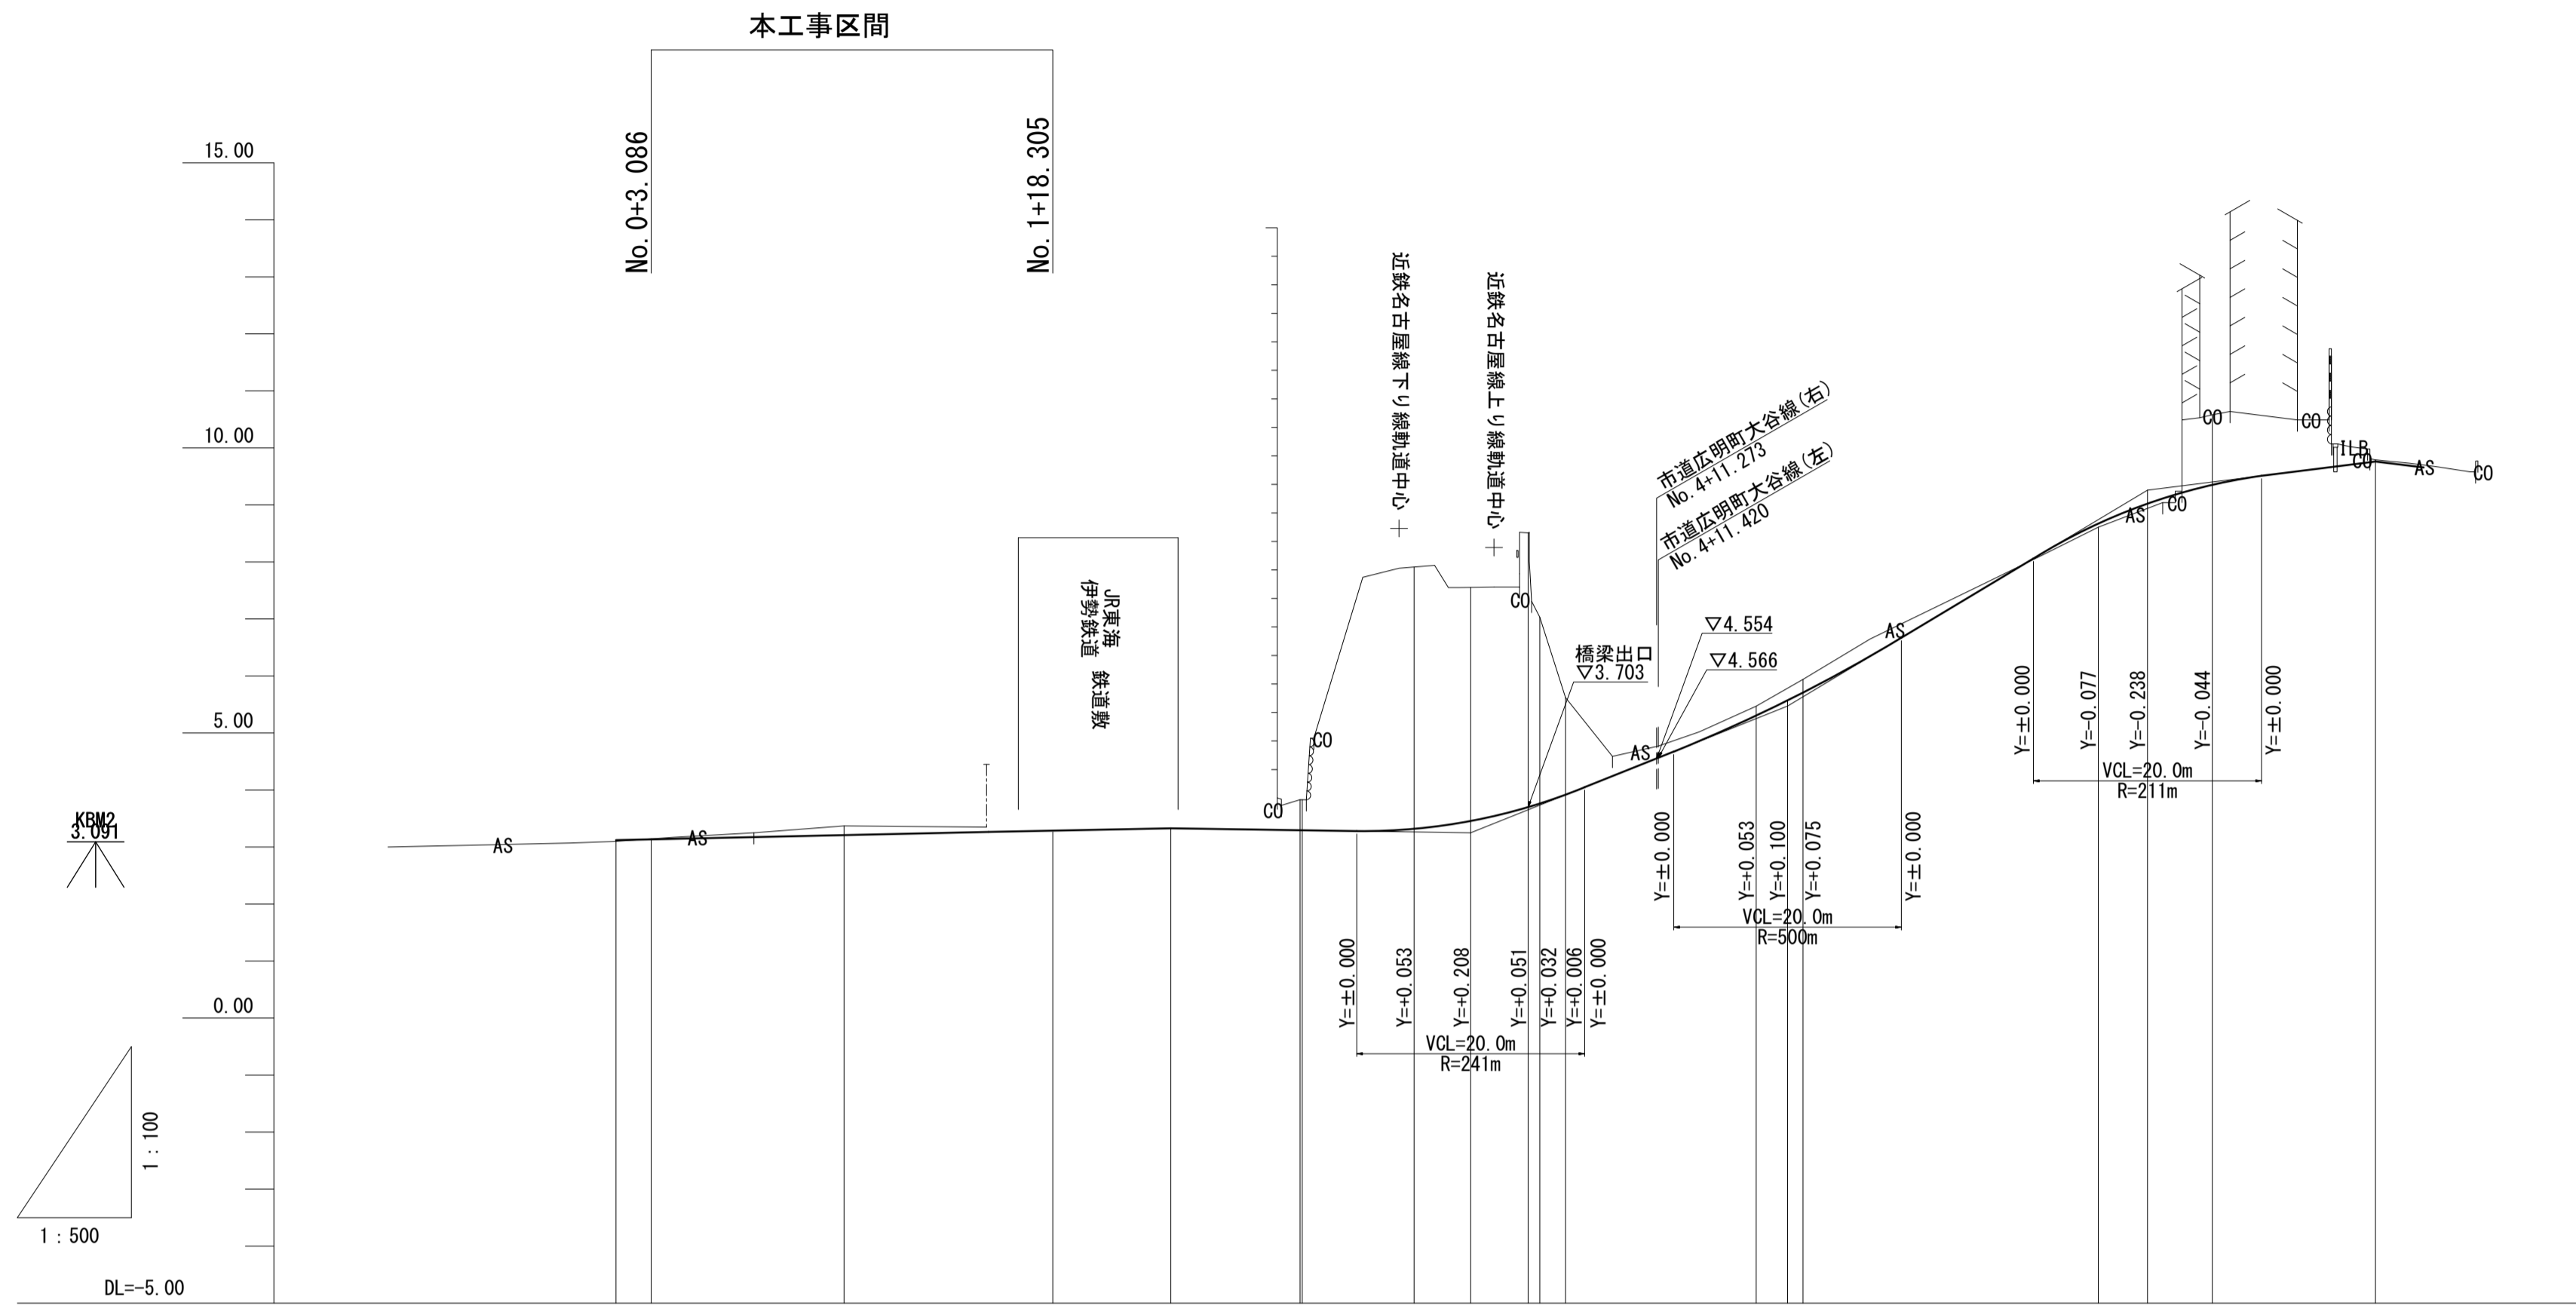 本工事区間
No.0+3.086
No.1+18.305
15.00
10.00
5.00
0.00
DL=-5.00
KBM2
3.091
1：100
1：500
AS
AS
JR東海
伊勢鉄道　鉄道敷
CO
CO
近鉄名古屋線下り線軌道中心
近鉄名古屋線上り線軌道中心
CO
橋梁出口
▽3.703
AS
市道広明町大谷線(右)
No.4+11.273
市道広明町大谷線(左)
No.4+11.420
▽4.554
▽4.566
Y=±0.000
Y=+0.053
Y=+0.208
Y=+0.051
Y=+0.032
Y=+0.006
Y=±0.000
VCL=20.0m
R=241m
Y=±0.000
Y=+0.053
Y=+0.100
Y=+0.075
Y=±0.000
VCL=20.0m
R=500m
AS
Y=±0.000
Y=-0.077
Y=-0.238
Y=-0.044
Y=±0.000
VCL=20.0m
R=211m
AS
CO
CO
CO
ILB
CO
AS
CO